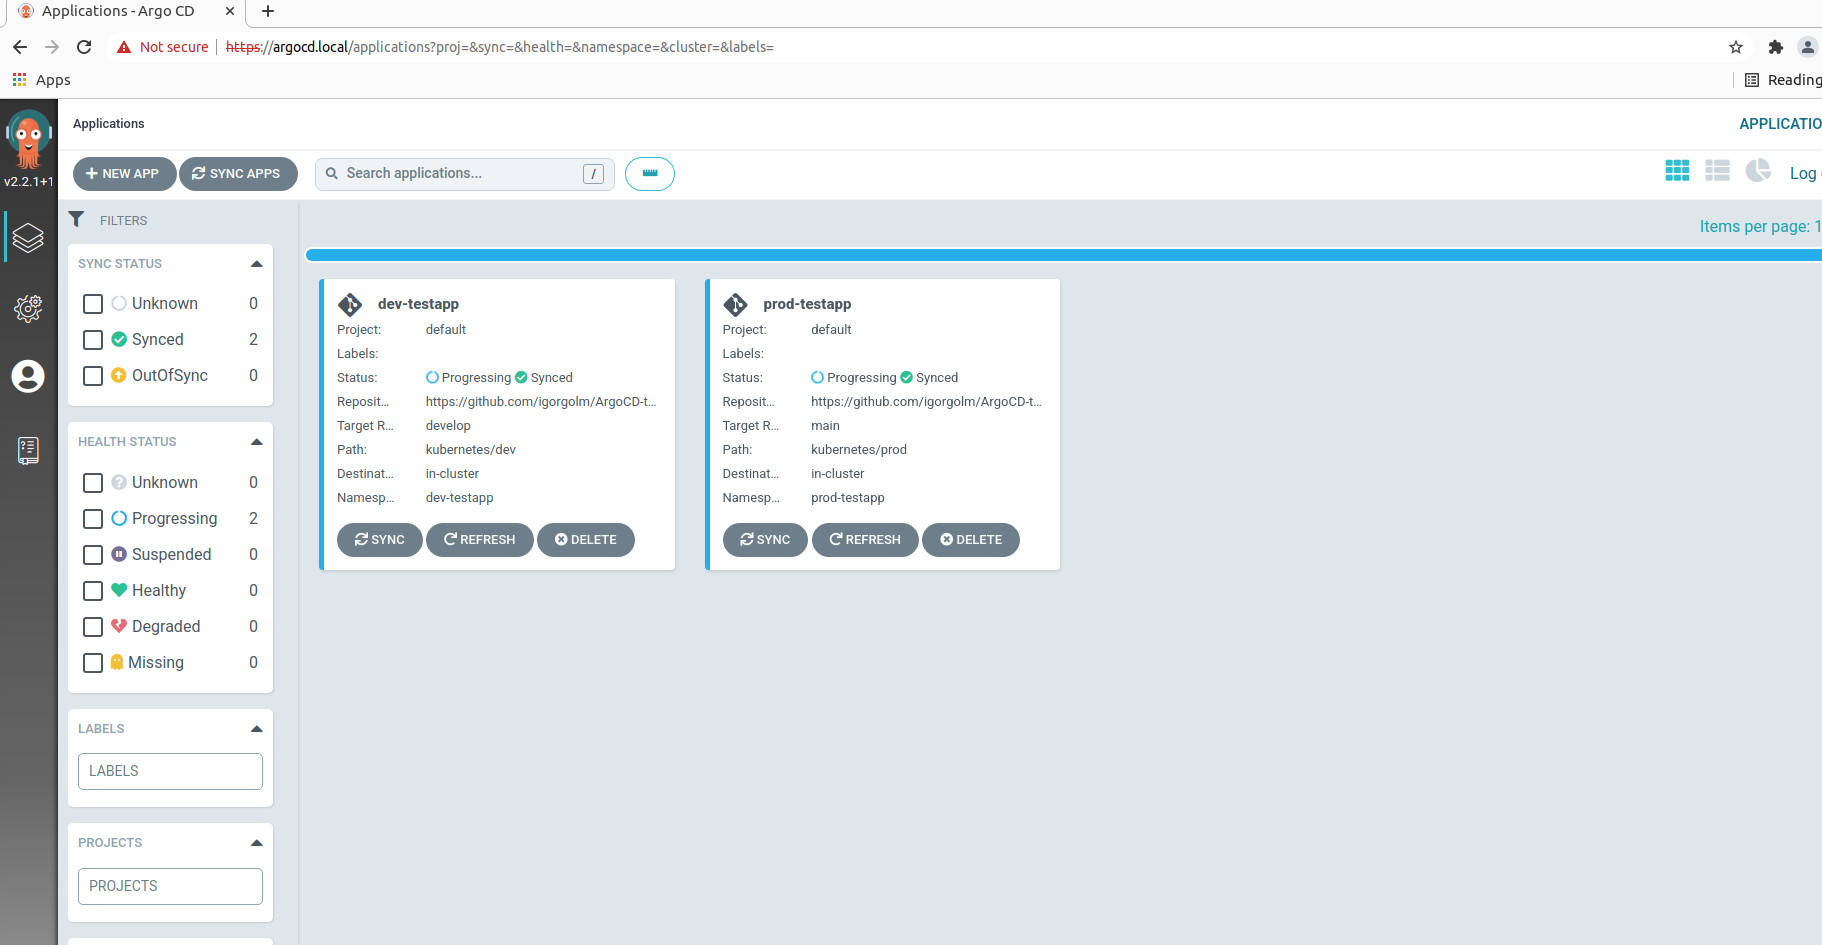 Applications - Argo CD
Not secure https://argocd.local/applications?proj=&sync=&health=&namespace=&cluster=&labels=
Apps
Reading
v2.2.1+1
Applications
APPLICATIO
NEW APP
SYNC APPS
Search applications...
/
Log
FILTERS
Items per page: 1
SYNC STATUS
Unknown 0
Synced 2
OutOfSync 0
HEALTH STATUS
Unknown 0
Progressing 2
Suspended 0
Healthy 0
Degraded 0
Missing 0
LABELS
LABELS
PROJECTS
PROJECTS
dev-testapp
Project: default
Labels:
Status: Progressing Synced
Reposit... https://github.com/igorgolm/ArgoCD-t...
Target R... develop
Path: kubernetes/dev
Destinat... in-cluster
Namesp... dev-testapp
SYNC REFRESH DELETE
prod-testapp
Project: default
Labels:
Status: Progressing Synced
Reposit... https://github.com/igorgolm/ArgoCD-t...
Target R... main
Path: kubernetes/prod
Destinat... in-cluster
Namesp... prod-testapp
SYNC REFRESH DELETE